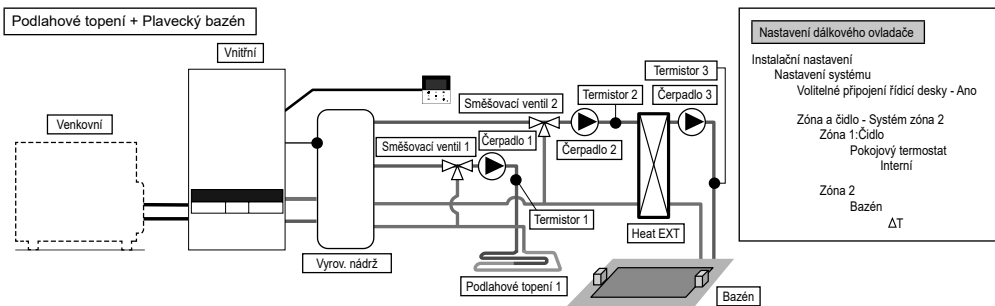 Podlahové topení + Plavecký bazén
Vnitřní
Venkovní
Směšovací ventil 2
Termistor 2
Čerpadlo 3
Termistor 3
Směšovací ventil 1
Čerpadlo 1
Čerpadlo 2
Termistor 1
Heat EXT
Vyrov. nádrž
Podlahové topení 1
Bazén
Nastavení dálkového ovladače
Instalační nastavení
Nastavení systému
Volitelné připojení řídicí desky - Ano
Zóna a čidlo - Systém zóna 2
Zóna 1:Čidlo
Pokojový termostat
Interní
Zóna 2
Bazén
ΔT